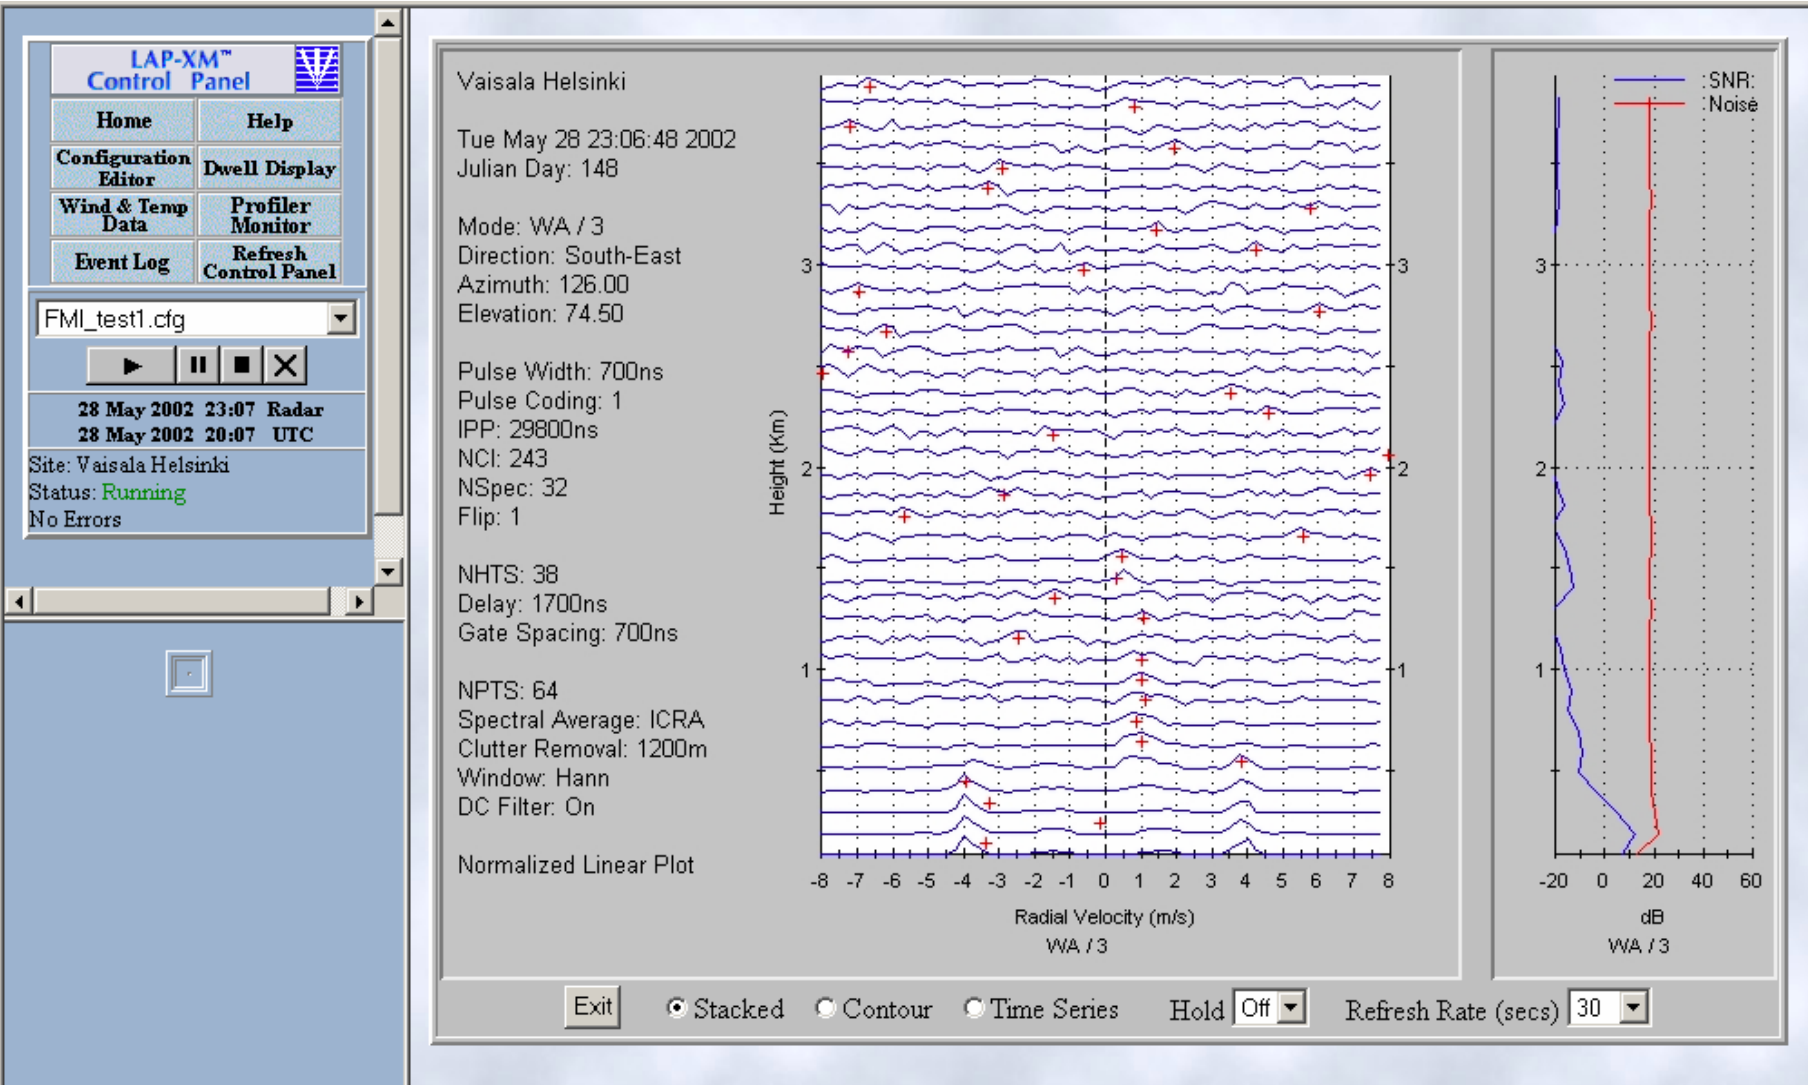 LAP-XM™
Control Panel
Home
Help
Configuration
Editor
Dwell Display
Wind & Temp
Data
Profiler
Monitor
Event Log
Refresh
Control Panel
FMI_test1.cfg
28 May 2002 23:07 Radar
28 May 2002 20:07 UTC
Site: Vaisala Helsinki
Status: Running
No Errors
Vaisala Helsinki
Tue May 28 23:06:48 2002
Julian Day: 148
Mode: WA / 3
Direction: South-East
Azimuth: 126.00
Elevation: 74.50
Pulse Width: 700ns
Pulse Coding: 1
IPP: 29800ns
NCI: 243
NSpec: 32
Flip: 1
NHTS: 38
Delay: 1700ns
Gate Spacing: 700ns
NPTS: 64
Spectral Average: ICRA
Clutter Removal: 1200m
Window: Hann
DC Filter: On
Normalized Linear Plot
Height (Km)
3
2
1
3
2
1
-8 -7 -6 -5 -4 -3 -2 -1 0 1 2 3 4 5 6 7 8
Radial Velocity (m/s)
WA / 3
SNR
Noise
3
2
1
-20 0 20 40 60
dB
WA / 3
Exit
Stacked
Contour
Time Series
Hold
Off
Refresh Rate (secs)
30